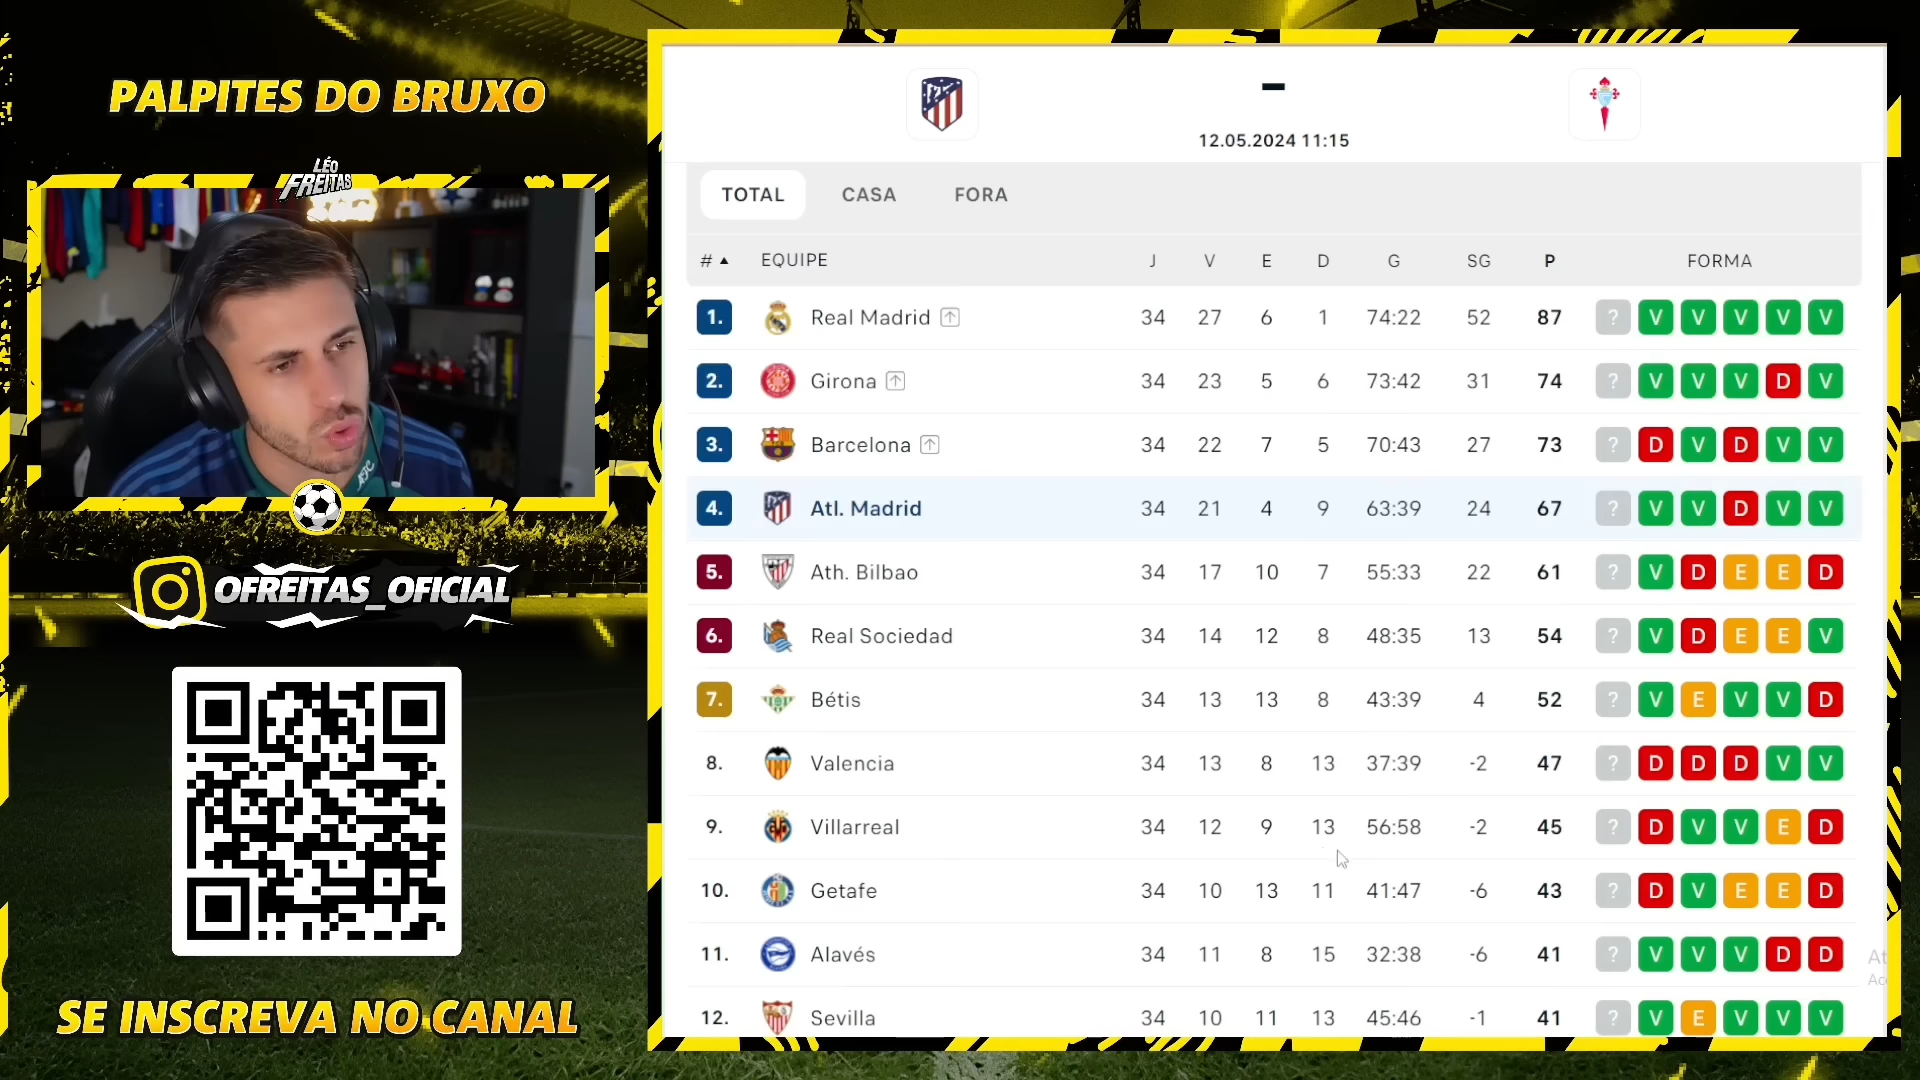 PALPITES DO BRUXO
LÉO
FREITAS
OFREITAS_OFICIAL
SE INSCREVA NO CANAL
12.05.2024 11:15
TOTAL CASA FORA
# EQUIPE J V E D G SG P FORMA
1. Real Madrid 34 27 6 1 74:22 52 87 ? V V V V V
2. Girona 34 23 5 6 73:42 31 74 ? V V V D V
3. Barcelona 34 22 7 5 70:43 27 73 ? D V D V V
4. Atl. Madrid 34 21 4 9 63:39 24 67 ? V V D V V
5. Ath. Bilbao 34 17 10 7 55:33 22 61 ? V D E E D
6. Real Sociedad 34 14 12 8 48:35 13 54 ? V D E E V
7. Bétis 34 13 13 8 43:39 4 52 ? V E V V D
8. Valencia 34 13 8 13 37:39 -2 47 ? D D D V V
9. Villarreal 34 12 9 13 56:58 -2 45 ? D V V E D
10. Getafe 34 10 13 11 41:47 -6 43 ? D V E E D
11. Alavés 34 11 8 15 32:38 -6 41 ? V V V D D
12. Sevilla 34 10 11 13 45:46 -1 41 ? V E V V V